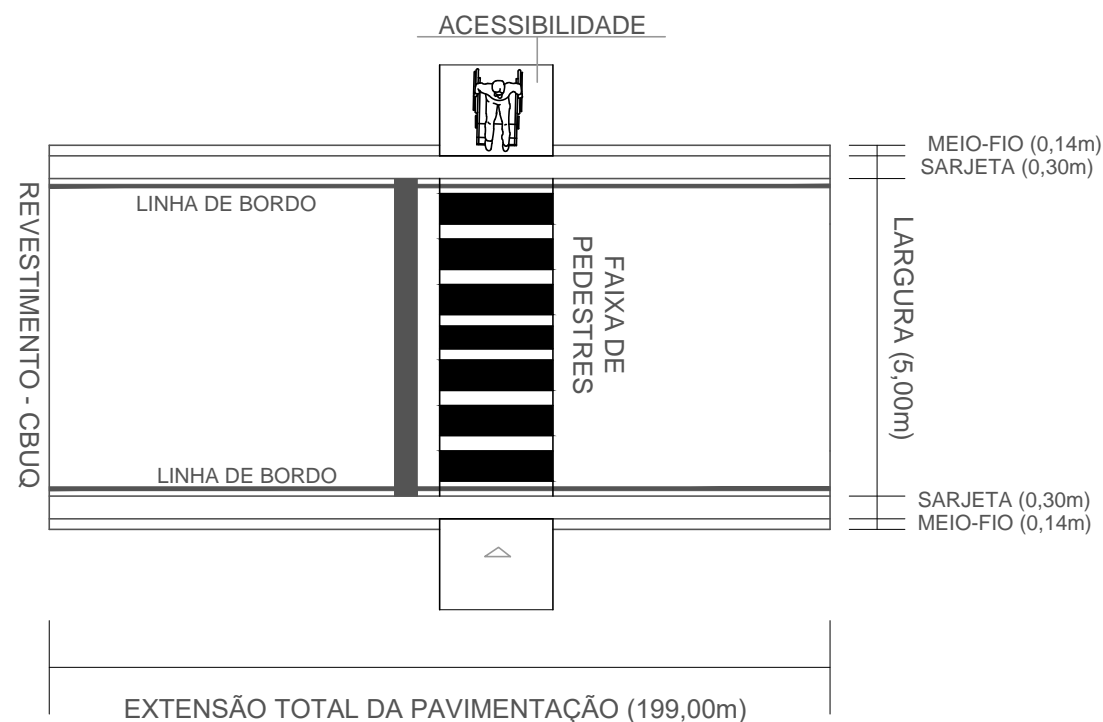 ACESSIBILIDADE
MEIO-FIO (0,14m)
SARJETA (0,30m)
LINHA DE BORDO
REVESTIMENTO - CBUQ
FAIXA DE
PEDESTRES
LARGURA (5,00m)
LINHA DE BORDO
SARJETA (0,30m)
MEIO-FIO (0,14m)
EXTENSÃO TOTAL DA PAVIMENTAÇÃO (199,00m)